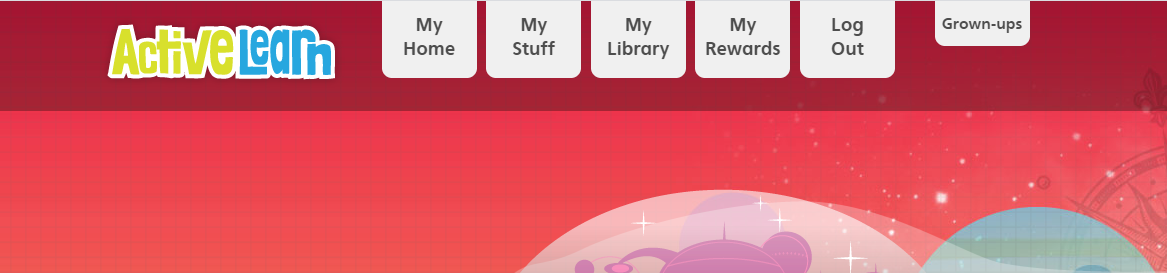 ActiveLearn
My
Home
My
Stuff
My
Library
My
Rewards
Log
Out
Grown-ups